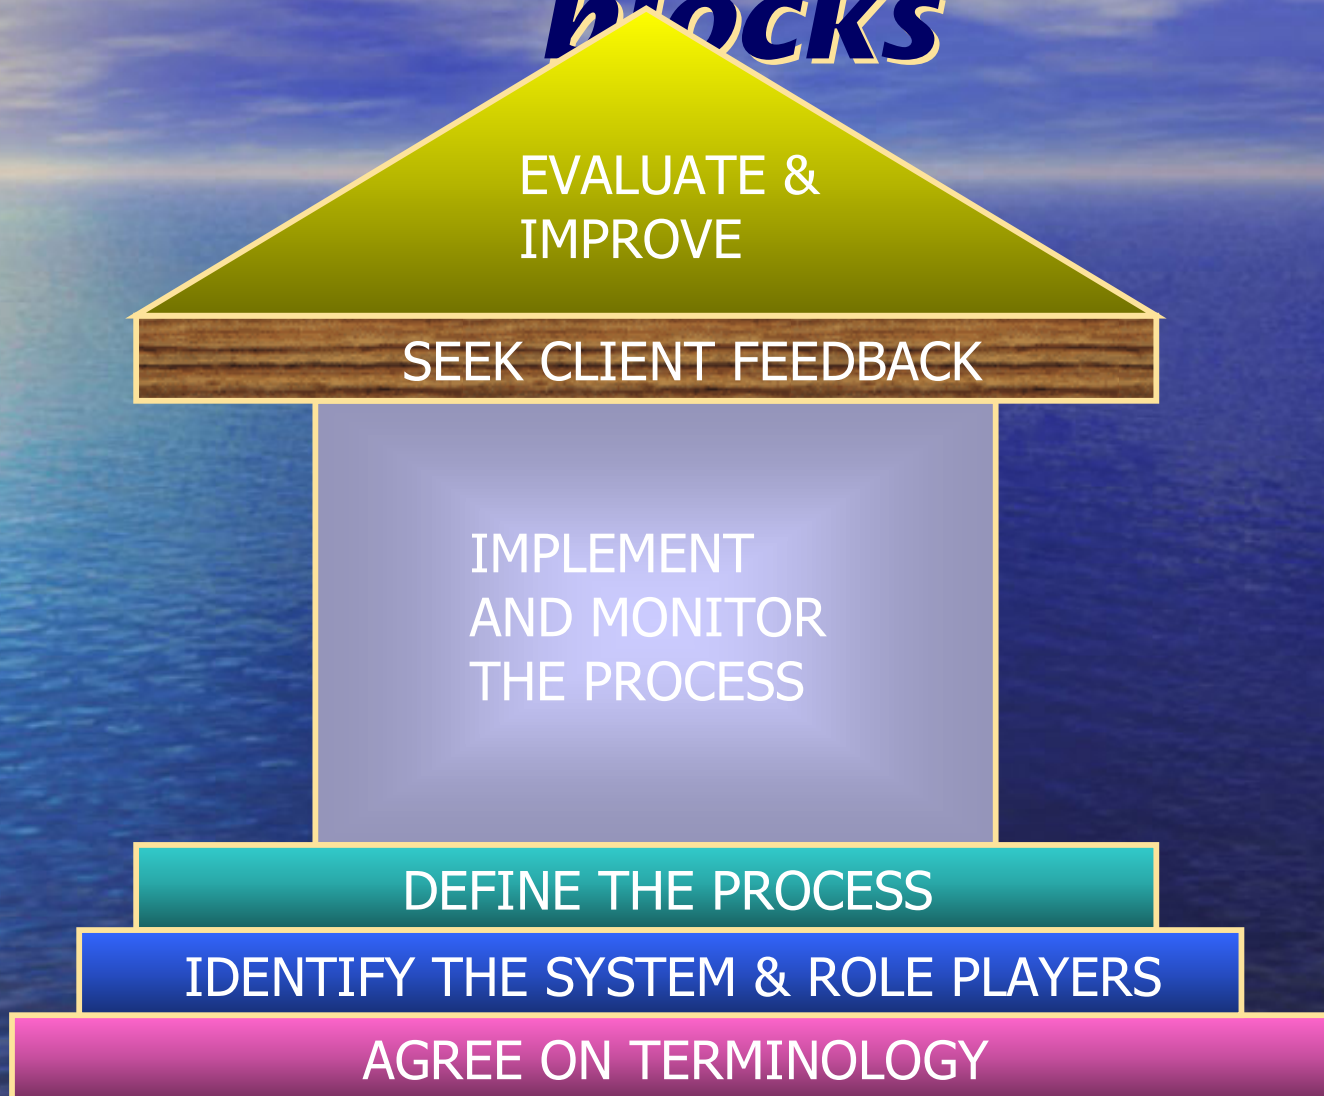 blocks
EVALUATE &
IMPROVE
SEEK CLIENT FEEDBACK
IMPLEMENT
AND MONITOR
THE PROCESS
DEFINE THE PROCESS
IDENTIFY THE SYSTEM & ROLE PLAYERS
AGREE ON TERMINOLOGY